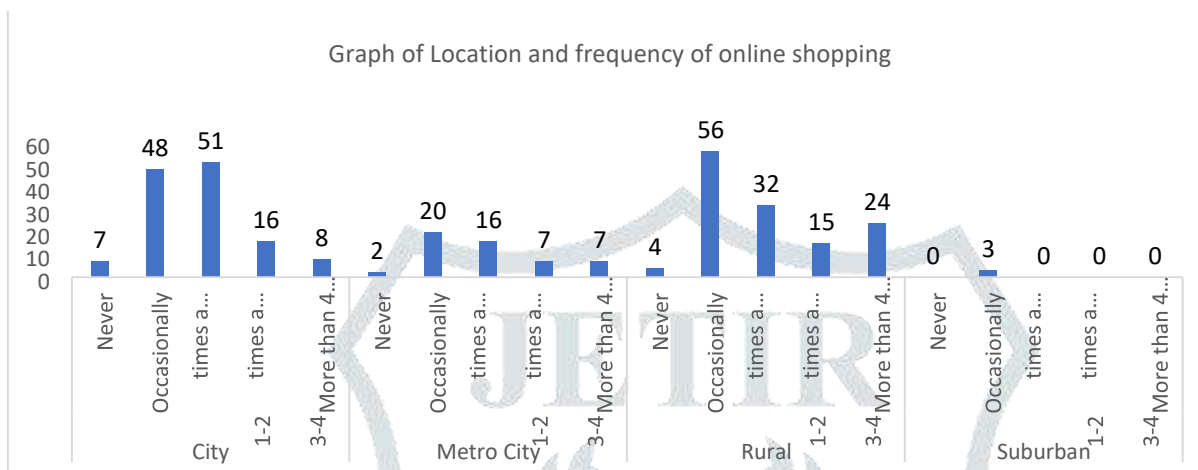 Graph of Location and frequency of online shopping
60
50
40
30
20
10
0
7
48
51
16
8
2
20
16
7
7
4
56
32
15
24
0
3
0
0
0
Never
Occasionally
1-2 times a...
3-4 times a...
More than 4...
Never
Occasionally
1-2 times a...
3-4 times a...
More than 4...
Never
Occasionally
1-2 times a...
3-4 times a...
More than 4...
Never
Occasionally
1-2 times a...
3-4 times a...
More than 4...
City
Metro City
Rural
Suburban
JETIR